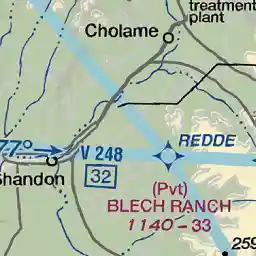 treatment
plant
Cholame
REDDE
77°
V 248
Shandon
32
(Pvt)
BLECH RANCH
1140 - 33
259